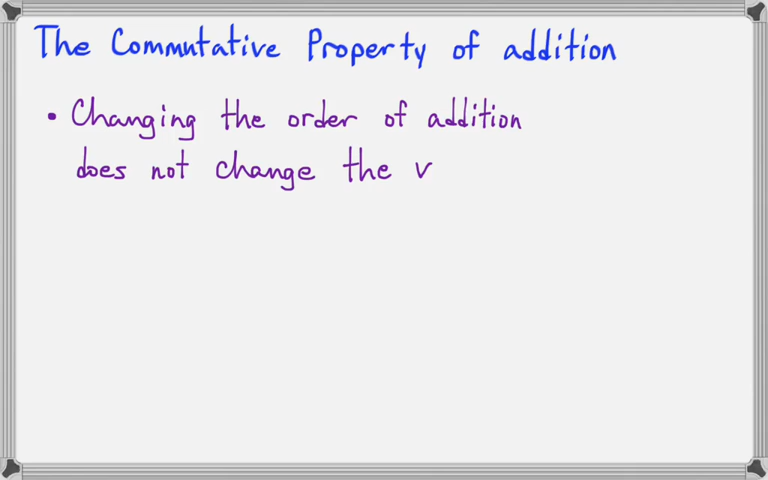 The Commutative Property of addition
• Changing the order of addition
does not change the v